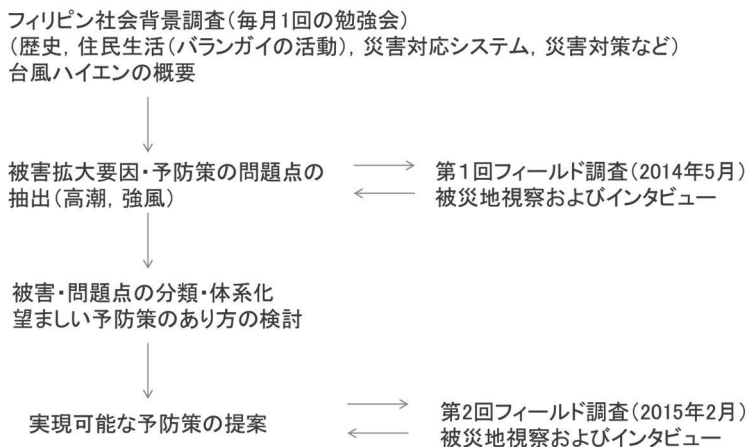 フィリピン社会背景調査（毎月1回の勉強会）
（歴史，住民生活（バランガイの活動），災害対応システム，災害対策など）
台風ハイエンの概要
被害拡大要因・予防策の問題点の
抽出（高潮，強風）
第１回フィールド調査（2014年5月）
被災地視察およびインタビュー
被害・問題点の分類・体系化
望ましい予防策のあり方の検討
実現可能な予防策の提案
第2回フィールド調査（2015年2月）
被災地視察およびインタビュー